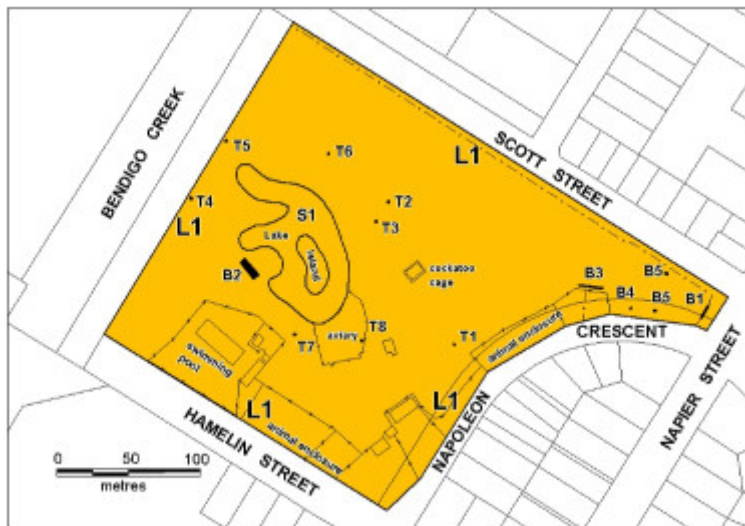 BENDIGO CREEK
SCOTT STREET
L1
T5
T6
T4
T2
S1
T3
L1
Lake
Island
B2
cockatoo
cage
B3
B5
B4
B5
B1
CRESCENT
T1
animal enclosure
aviary
T8
T7
swimming
pool
L1
L1
animal enclosure
NAPOLEON
NAPIER STREET
HAMELIN STREET
0 50 100
metres